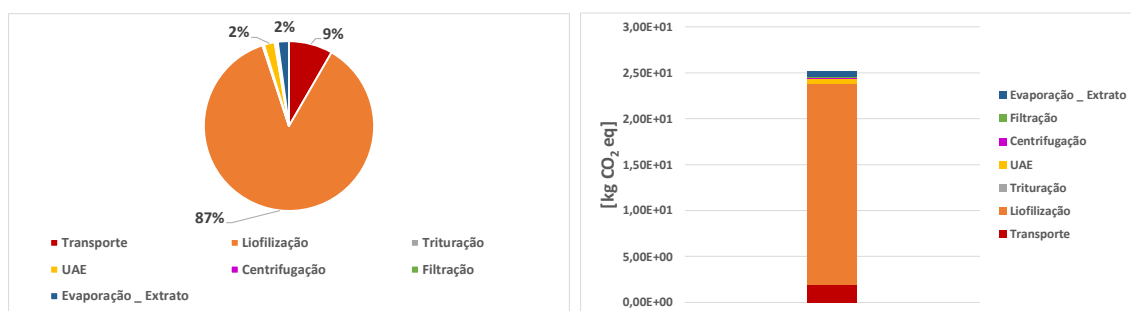 2%
2%
9%
87%
Transporte
Liofilização
Trituração
UAE
Centrifugação
Filtração
Evaporação _ Extrato
3,00E+01
2,50E+01
2,00E+01
1,50E+01
1,00E+01
5,00E+00
0,00E+00
[kg CO₂ eq]
Evaporação _ Extrato
Filtração
Centrifugação
UAE
Trituração
Liofilização
Transporte